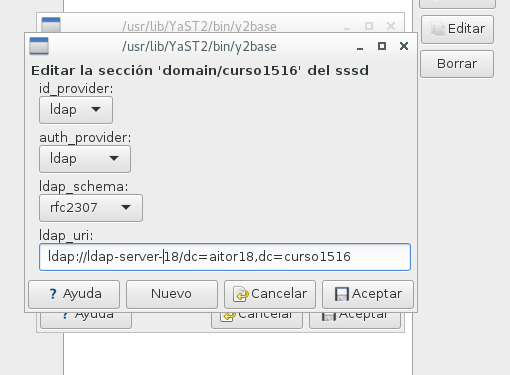 /usr/lib/YaST2/bin/y2base
/usr/lib/YaST2/bin/y2base
Editar
Borrar
Editar la sección 'domain/curso1516' del sssd
id_provider:
ldap
auth_provider:
ldap
ldap_schema:
rfc2307
ldap_uri:
ldap://ldap-server-18/dc=aitor18,dc=curso1516
? Ayuda Nuevo Cancelar Aceptar
Ayuda Cancelar Aceptar